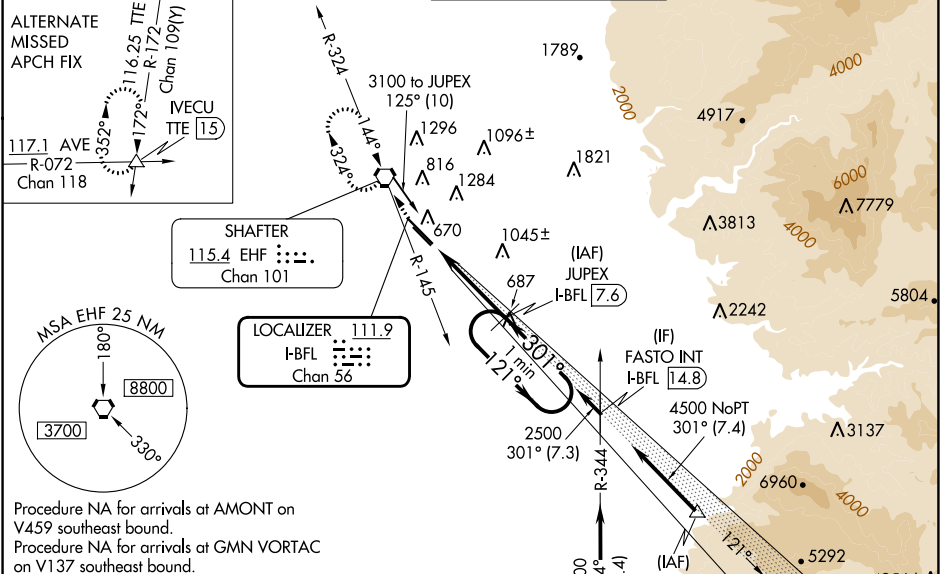 ALTERNATE
MISSED
APCH FIX
116.25 TTE
R-172
Chan 109(Y)
352°
172°
IVECU
TTE 15
117.1 AVE
R-072
Chan 118
R-324
3100 to JUPEX
125° (10)
144°
324°
1296
1096±
816
1284
1821
670
1045±
1789
4917
2000
4000
6000
7779
4000
3813
2242
5804
SHAFTER
115.4 EHF
Chan 101
R-145
LOCALIZER 111.9
I-BFL
Chan 56
687
(IAF)
JUPEX
I-BFL 7.6
301°
1 min
121°
(IF)
FASTO INT
I-BFL 14.8
2500
301° (7.3)
4500 NoPT
301° (7.4)
R-344
3137
2000
6960
4000
5292
(IAF)
121°
MSA EHF 25 NM
180°
8800
3700
330°
Procedure NA for arrivals at AMONT on
V459 southeast bound.
Procedure NA for arrivals at GMN VORTAC
on V137 southeast bound.